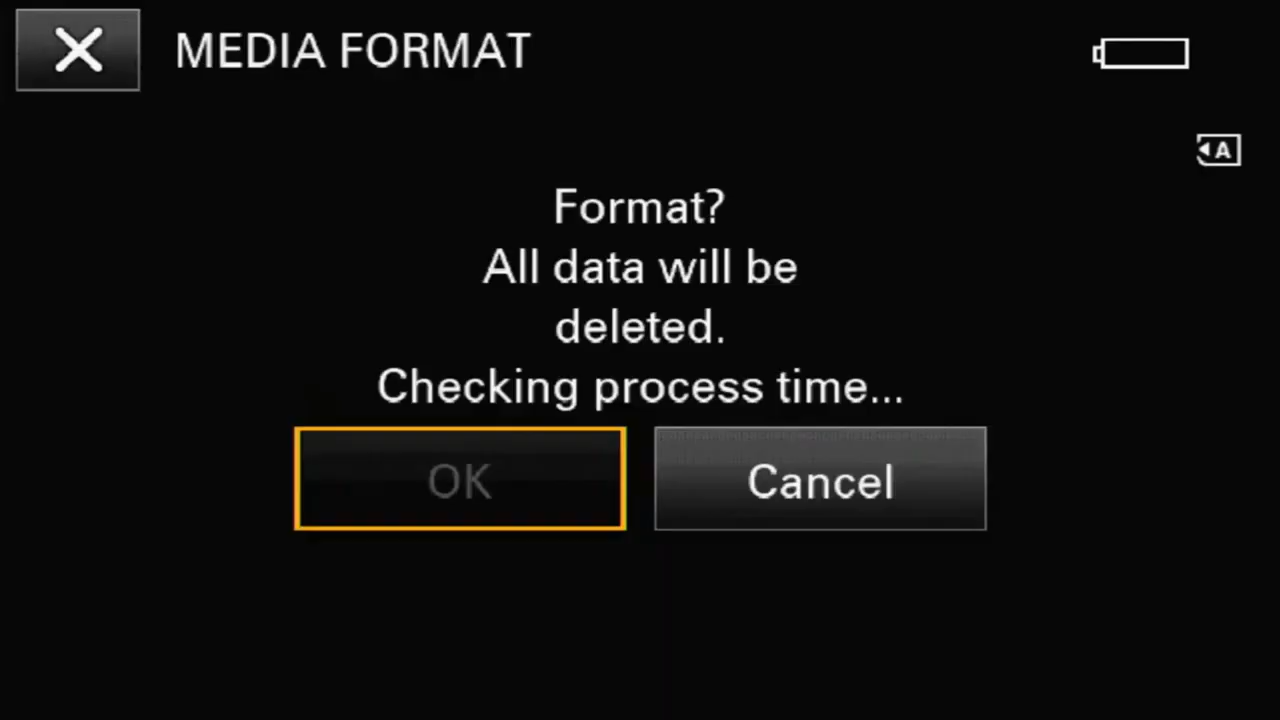 MEDIA FORMAT
A
Format?
All data will be
deleted.
Checking process time...
OK
Cancel